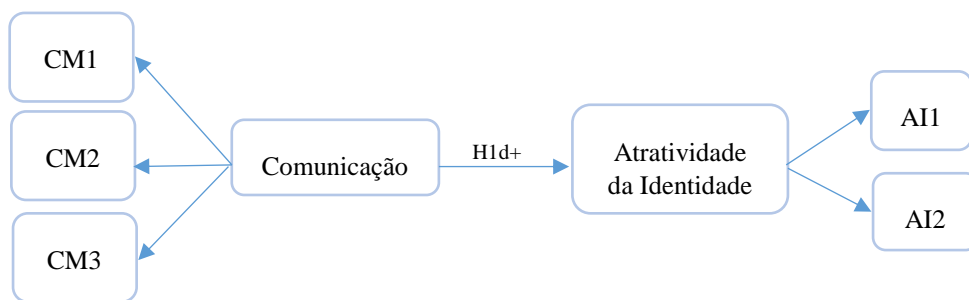 CM1
CM2
CM3
Comunicação
H1d+
Atratividade
da Identidade
AI1
AI2